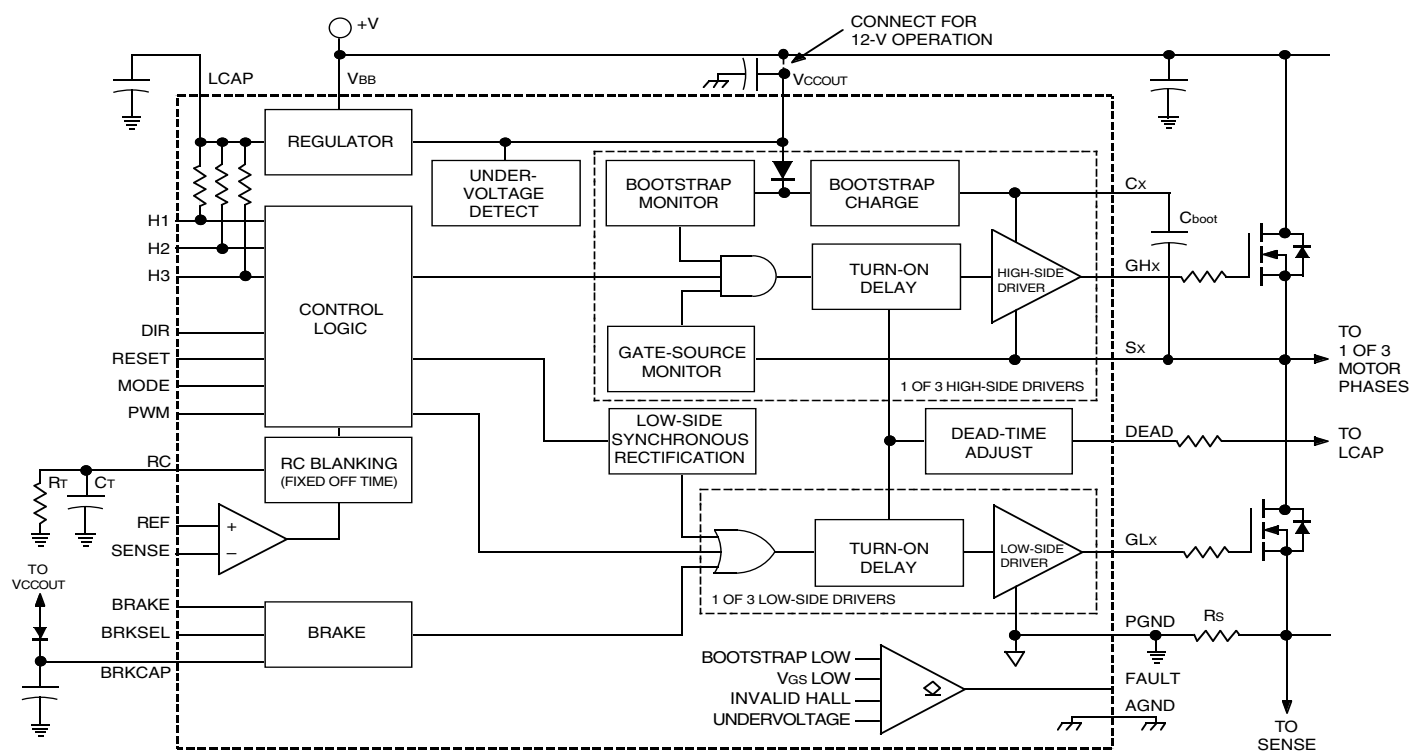 +V
CONNECT FOR
12-V OPERATION
LCAP
VBB
VCCOUT
REGULATOR
UNDER-
VOLTAGE
DETECT
BOOTSTRAP
MONITOR
BOOTSTRAP
CHARGE
CX
Cboot
H1
H2
H3
CONTROL
LOGIC
TURN-ON
DELAY
HIGH-SIDE
DRIVER
GHX
DIR
RESET
MODE
PWM
GATE-SOURCE
MONITOR
SX
1 OF 3 HIGH-SIDE DRIVERS
TO
1 OF 3
MOTOR
PHASES
LOW-SIDE
SYNCHRONOUS
RECTIFICATION
DEAD-TIME
ADJUST
DEAD
TO
LCAP
RC
RT
CT
RC BLANKING
(FIXED OFF TIME)
REF
SENSE
+
–
TURN-ON
DELAY
LOW-SIDE
DRIVER
GLX
1 OF 3 LOW-SIDE DRIVERS
TO
VCCOUT
BRAKE
BRKSEL
BRKCAP
BRAKE
PGND
RS
BOOTSTRAP LOW
VGS LOW
INVALID HALL
UNDERVOLTAGE
FAULT
AGND
TO
SENSE